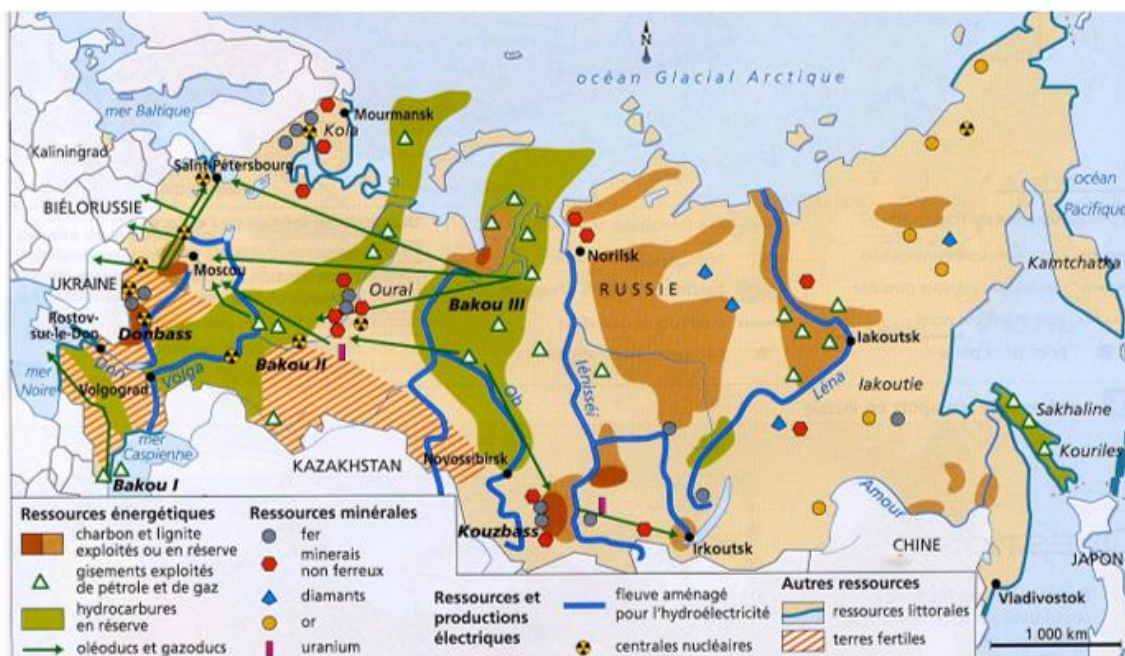 N
océan Glacial Arctique
mer Baltique
Mourmansk
Kola
Kaliningrad
Saint-Pétersbourg
BIÉLORUSSIE
océan
Pacifique
Moscou
Norilsk
RUSSIE
Kamtchatka
UKRAINE
Oural
Bakou III
Rostov-
sur-le-Don
Donbass
Iakoutsk
Bakou II
mer
Noire
Don
Volga
Volgograd
Ob
Iénisséi
Léna
Iakoutie
Sakhaline
mer
Caspienne
Kouriles
KAZAKHSTAN
Novossibirsk
Bakou I
Amour
Kouzbass
Irkoutsk
CHINE
JAPON
Vladivostok
Ressources énergétiques
charbon et lignite
exploités ou en réserve
gisements exploités
de pétrole et de gaz
hydrocarbures
en réserve
oléoducs et gazoducs
Ressources minérales
fer
minerais
non ferreux
diamants
or
uranium
Ressources et
productions
électriques
fleuve aménagé
pour l'hydroélectricité
centrales nucléaires
Autres ressources
ressources littorales
terres fertiles
1 000 km